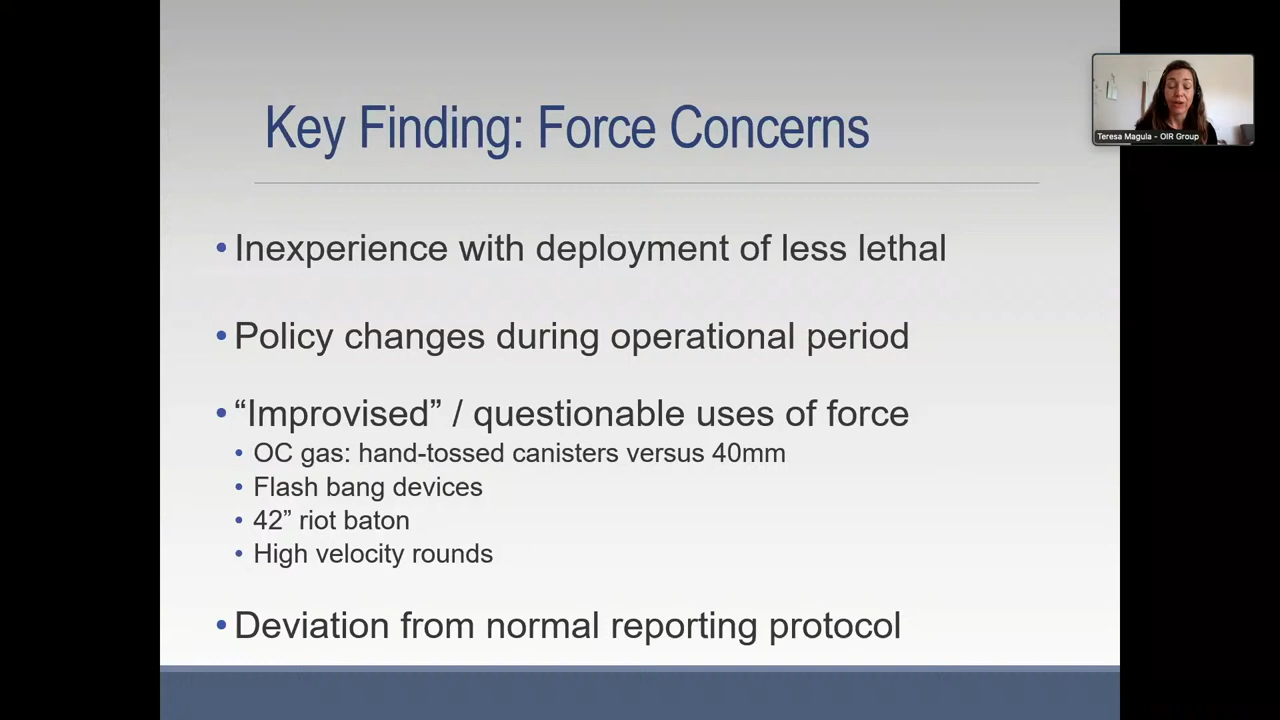 Key Finding: Force Concerns
Teresa Magula - OIR Group
• Inexperience with deployment of less lethal
• Policy changes during operational period
• “Improvised” / questionable uses of force
• OC gas: hand-tossed canisters versus 40mm
• Flash bang devices
• 42” riot baton
• High velocity rounds
• Deviation from normal reporting protocol